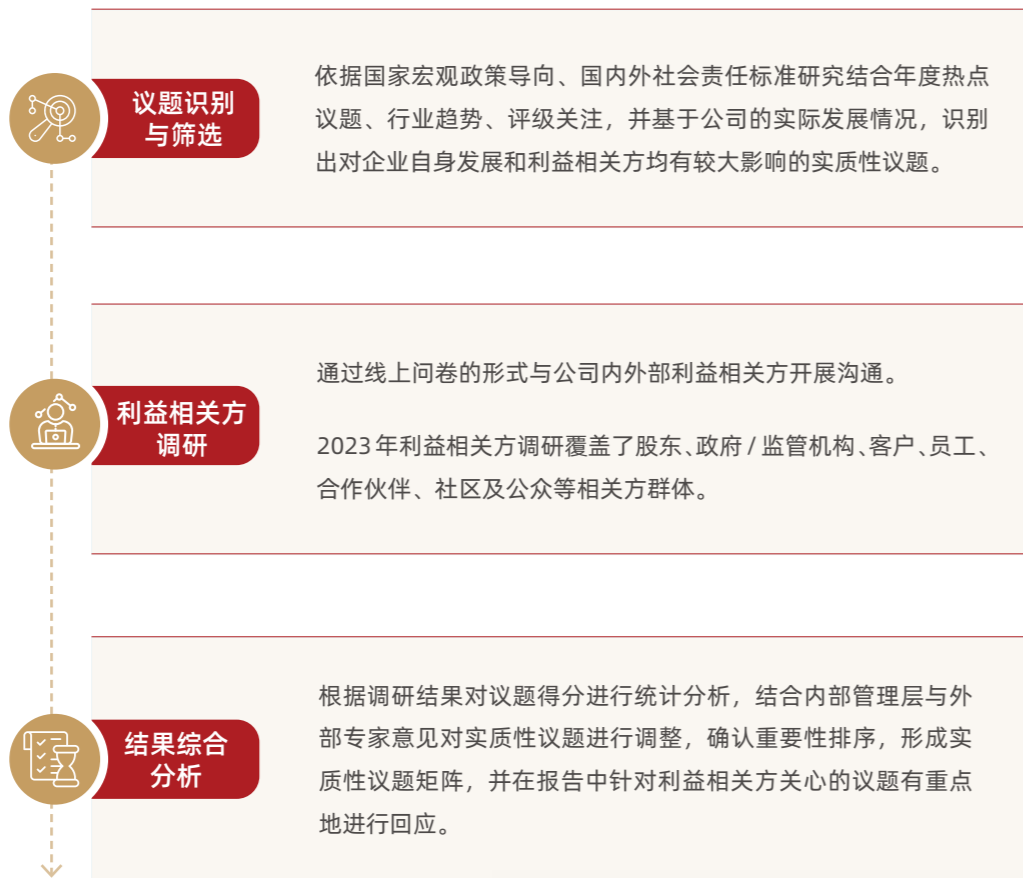 议题识别
与筛选
依据国家宏观政策导向、国内外社会责任标准研究结合年度热点
议题、行业趋势、评级关注，并基于公司的实际发展情况，识别
出对企业自身发展和利益相关方均有较大影响的实质性议题。
利益相关方
调研
通过线上问卷的形式与公司内外部利益相关方开展沟通。
2023年利益相关方调研覆盖了股东、政府 / 监管机构、客户、员工、
合作伙伴、社区及公众等相关方群体。
结果综合
分析
根据调研结果对议题得分进行统计分析，结合内部管理层与外
部专家意见对实质性议题进行调整，确认重要性排序，形成实
质性议题矩阵，并在报告中针对利益相关方关心的议题有重点
地进行回应。